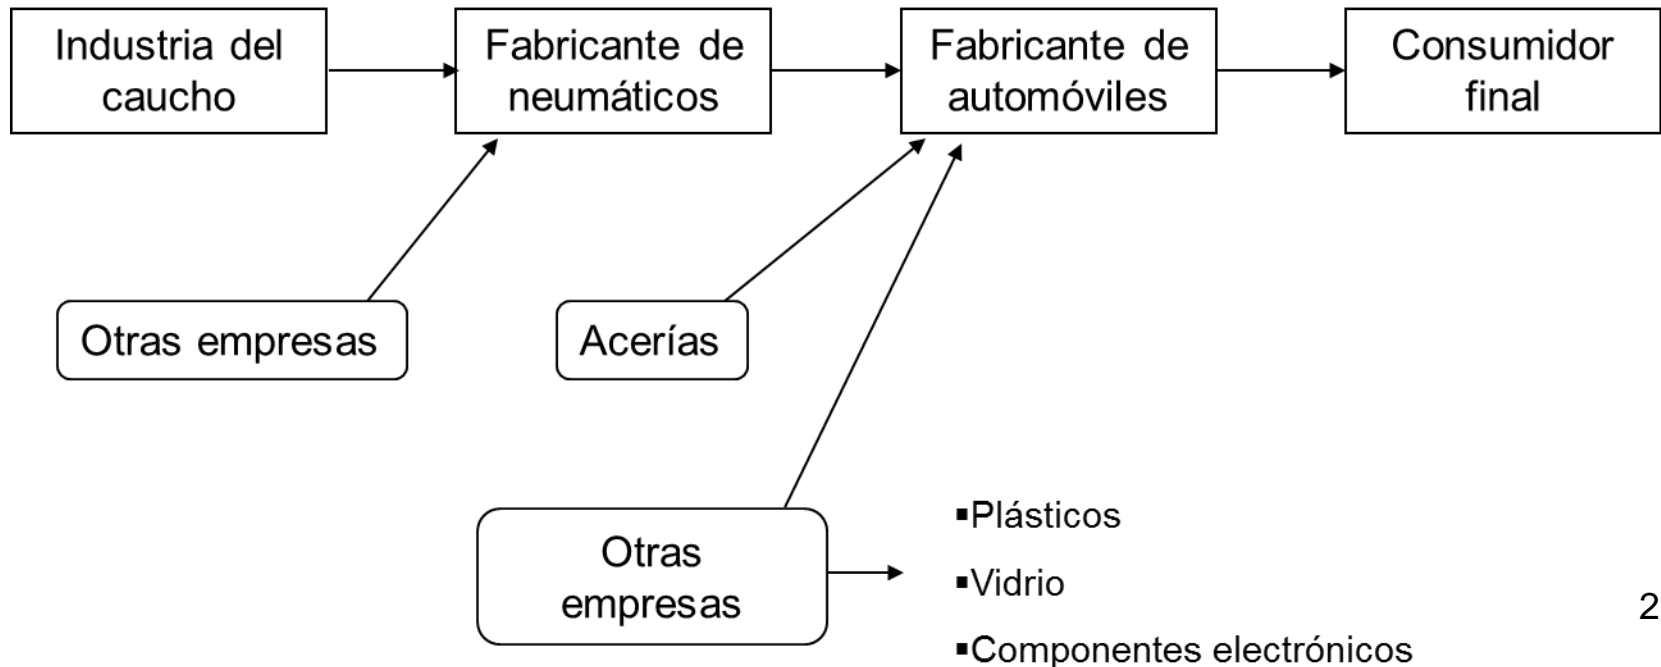 Industria del
caucho
Fabricante de
neumáticos
Fabricante de
automóviles
Consumidor
final
Otras empresas
Acerías
Otras
empresas
▪Plásticos
▪Vidrio
▪Componentes electrónicos
2